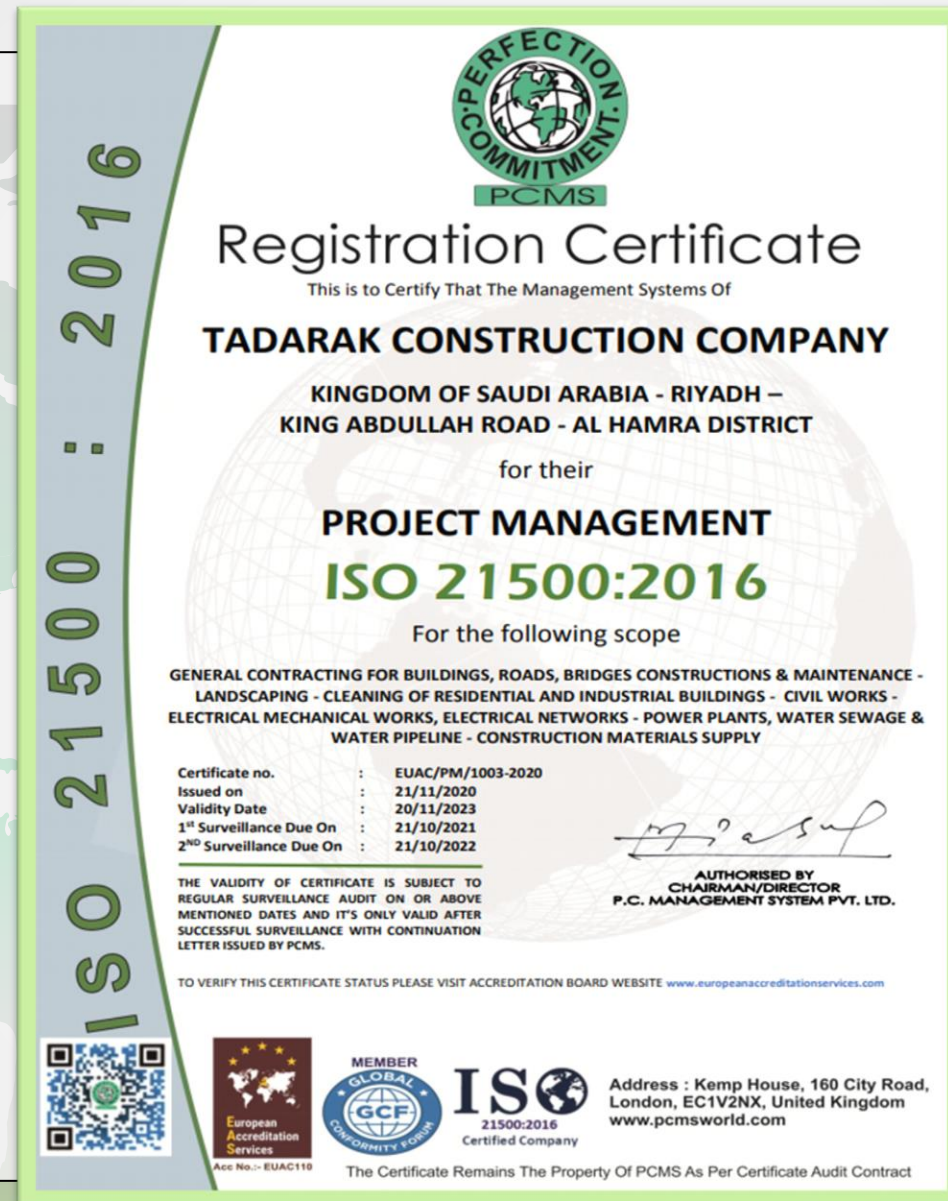 PERFECTION
COMMITMENT
PCMS
Registration Certificate
This is to Certify That The Management Systems Of
TADARAK CONSTRUCTION COMPANY
KINGDOM OF SAUDI ARABIA - RIYADH –
KING ABDULLAH ROAD - AL HAMRA DISTRICT
for their
PROJECT MANAGEMENT
ISO 21500:2016
For the following scope
GENERAL CONTRACTING FOR BUILDINGS, ROADS, BRIDGES CONSTRUCTIONS & MAINTENANCE -
LANDSCAPING - CLEANING OF RESIDENTIAL AND INDUSTRIAL BUILDINGS - CIVIL WORKS -
ELECTRICAL MECHANICAL WORKS, ELECTRICAL NETWORKS - POWER PLANTS, WATER SEWAGE &
WATER PIPELINE - CONSTRUCTION MATERIALS SUPPLY
Certificate no. : EUAC/PM/1003-2020
Issued on : 21/11/2020
Validity Date : 20/11/2023
1st Surveillance Due On : 21/10/2021
2ND Surveillance Due On : 21/10/2022
THE VALIDITY OF CERTIFICATE IS SUBJECT TO
REGULAR SURVEILLANCE AUDIT ON OR ABOVE
MENTIONED DATES AND IT'S ONLY VALID AFTER
SUCCESSFUL SURVEILLANCE WITH CONTINUATION
LETTER ISSUED BY PCMS.
AUTHORISED BY
CHAIRMAN/DIRECTOR
P.C. MANAGEMENT SYSTEM PVT. LTD.
TO VERIFY THIS CERTIFICATE STATUS PLEASE VISIT ACCREDITATION BOARD WEBSITE www.europeanaccreditationservices.com
ISO 21500 : 2016
European
Accreditation
Services
Acc No.:- EUAC110
MEMBER
GLOBAL
GCF
CONFORMITY FORUM
ISO
21500:2016
Certified Company
Address : Kemp House, 160 City Road,
London, EC1V2NX, United Kingdom
www.pcmsworld.com
The Certificate Remains The Property Of PCMS As Per Certificate Audit Contract